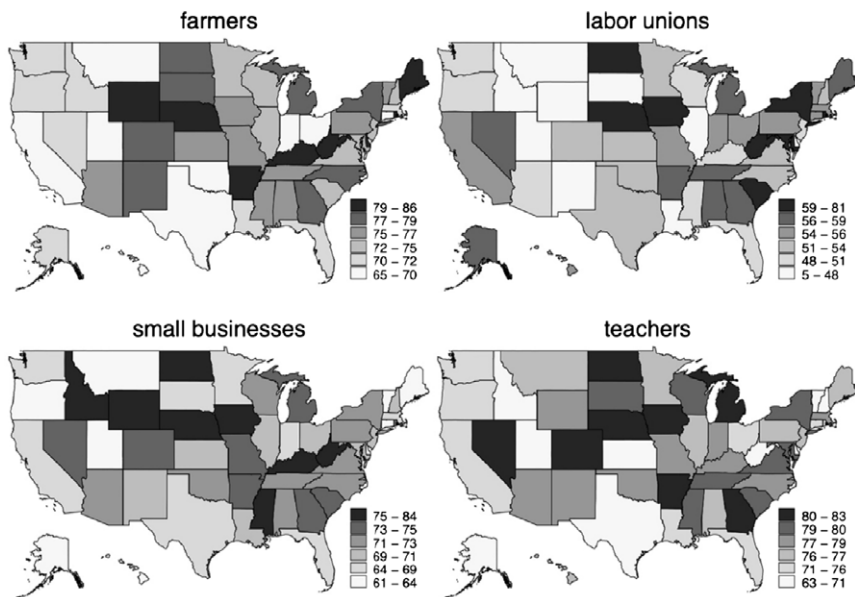 farmers
79 – 86
77 – 79
75 – 77
72 – 75
70 – 72
65 – 70
labor unions
59 – 81
56 – 59
54 – 56
51 – 54
48 – 51
5 – 48
small businesses
75 – 84
73 – 75
71 – 73
69 – 71
64 – 69
61 – 64
teachers
80 – 83
79 – 80
77 – 79
76 – 77
71 – 76
63 – 71